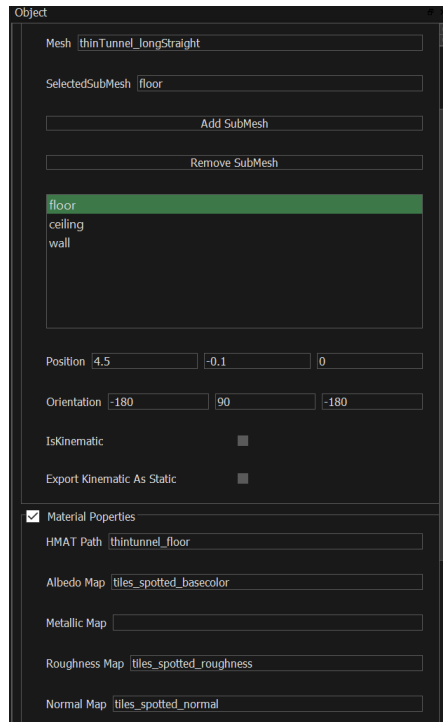 Object
Mesh thinTunnel_longStraight
SelectedSubMesh floor
Add SubMesh
Remove SubMesh
floor
ceiling
wall
Position 4.5 -0.1 0
Orientation -180 90 -180
IsKinematic
Export Kinematic As Static
Material Poperties
HMAT Path thintunnel_floor
Albedo Map tiles_spotted_basecolor
Metallic Map
Roughness Map tiles_spotted_roughness
Normal Map tiles_spotted_normal